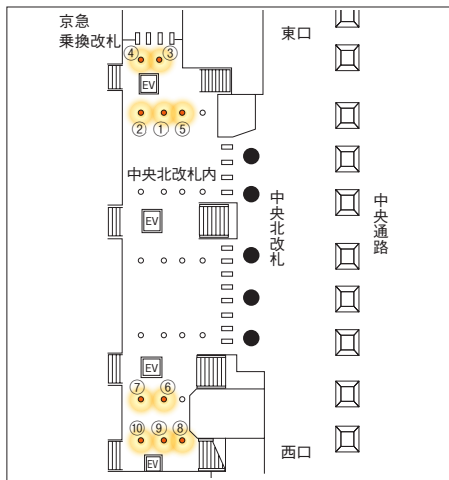 京急
乗換改札
東口
④ ③
EV
② ① ⑤
中央北改札内
中央北改札
中央通路
EV
EV
⑦ ⑥
⑩ ⑨ ⑧
西口
EV